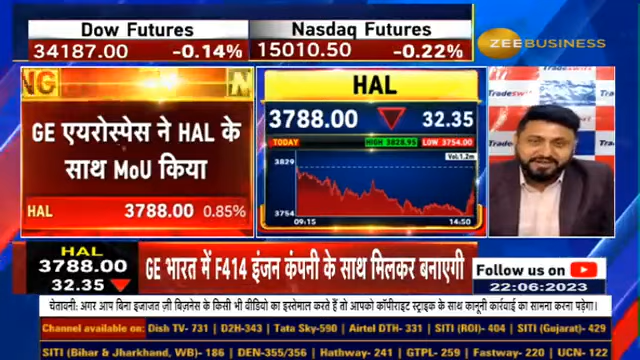 Dow Futures
34187.00 -0.14%
Nasdaq Futures
15010.50 -0.22%
ZEE BUSINESS
NG
N
GE एयरोस्पेस ने HAL के
साथ MoU किया
HAL 3788.00 0.85%
HAL
3788.00 32.35
TODAY HIGH 3828.95 LOW 3754.00
Vol:1.2m
3829
3754
09:15 14:50
HAL
3788.00
32.35
GE भारत में F414 इंजन कंपनी के साथ मिलकर बनाएगी
Follow us on
22:06:2023
चेतावनी: अगर आप बिना इजाजत ज़ी बिज़नेस के किसी भी वीडियो का इस्तेमाल करते हैं तो आपको कॉपीराइट स्ट्राइक के साथ कानूनी कार्रवाई का सामना करना पड़ेगा.
Channel available on: Dish TV- 731 | D2H-343 | Tata Sky-590 | Airtel DTH- 331 | SITI (ROI) - 404 | SITI (Gujarat) - 429
SITI (Bihar & Jharkhand, WB) - 186 | DEN-355/356 | Hathway- 241 | GTPL- 259 | Fastway- 220 | UCN- 122